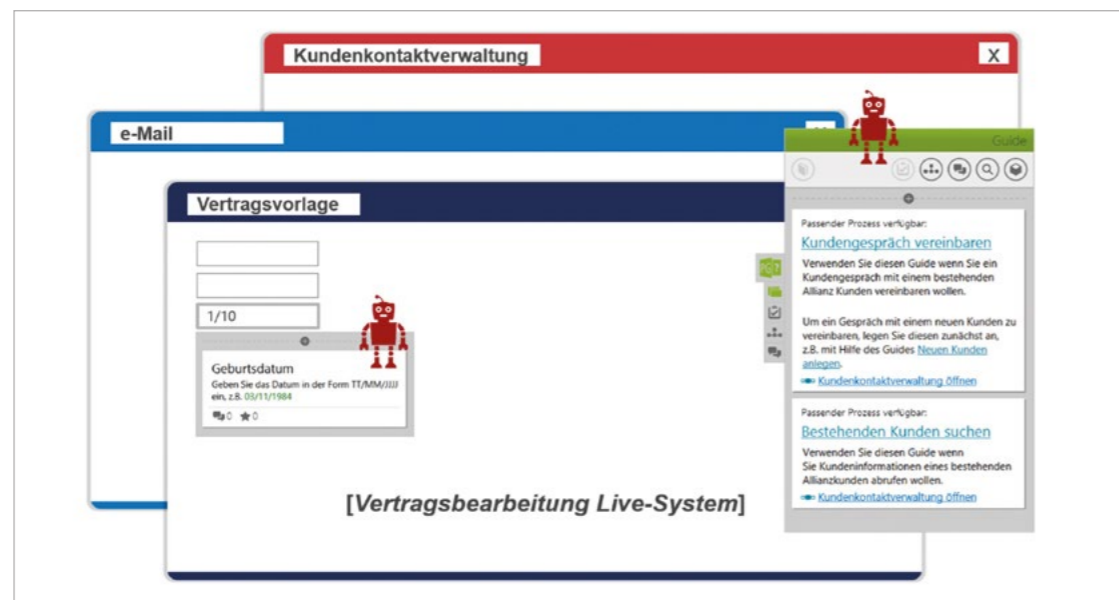 Kundenkontaktverwaltung
X
e-Mail
Guide
Vertragsvorlage
1/10
Geburtsdatum
Geben Sie das Datum in der Form TT/MM/JJJJ
ein, z.B. 03/11/1984
0 0
[Vertragsbearbeitung Live-System]
Passender Prozess verfügbar:
Kundengespräch vereinbaren
Verwenden Sie diesen Guide wenn Sie ein
Kundengespräch mit einem bestehenden
Allianz Kunden vereinbaren wollen.
Um ein Gespräch mit einem neuen Kunden zu
vereinbaren, legen Sie diesen zunächst an,
z.B. mit Hilfe des Guides Neuen Kunden
anlegen.
Kundenkontaktverwaltung öffnen
Passender Prozess verfügbar:
Bestehenden Kunden suchen
Verwenden Sie diesen Guide wenn
Sie Kundeninformationen eines bestehenden
Allianzkunden abrufen wollen.
Kundenkontaktverwaltung öffnen